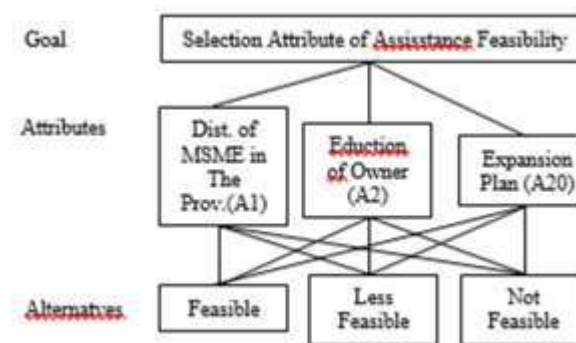 Goal
Selection Attribute of Assisstance Feasibility
Attributes
Dist. of
MSME in
The
Prov.(A1)
Eduction
of Owner
(A2)
Expansion
Plan (A20)
Alternatves
Feasible
Less
Feasible
Not
Feasible